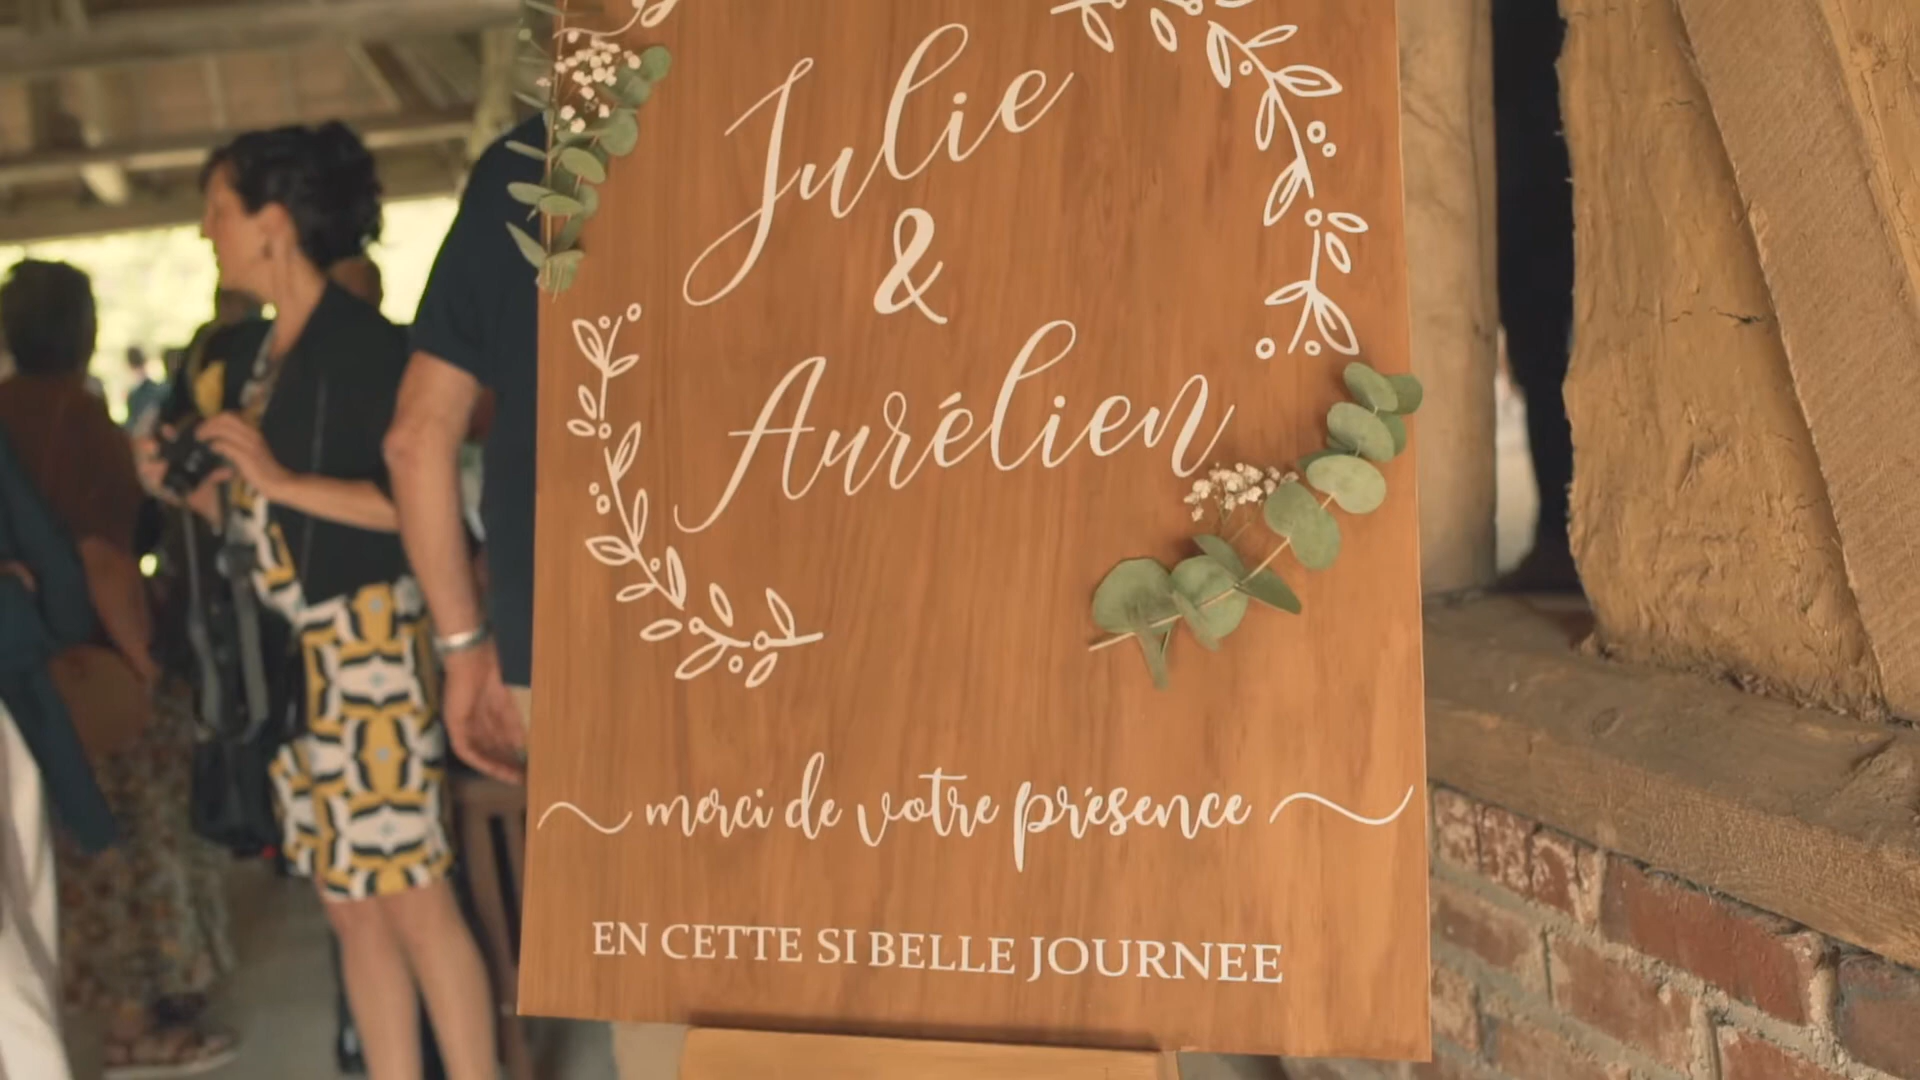 Julie
&
Aurélien
merci de votre présence
EN CETTE SI BELLE JOURNEE